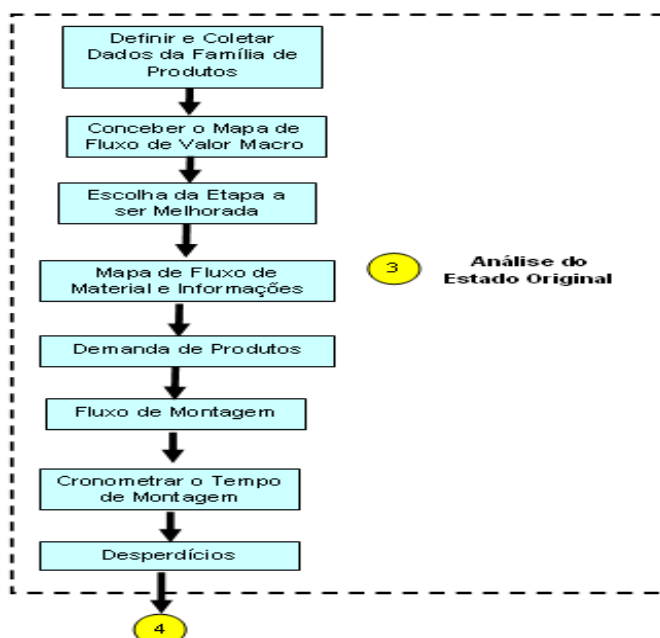 Definir e Coletar
Dados da Família de
Produtos
Conceber o Mapa de
Fluxo de Valor Macro
Escolha da Etapa a
ser Melhorada
Mapa de Fluxo de
Material e Informações
3
Análise do
Estado Original
Demanda de Produtos
Fluxo de Montagem
Cronometrar o Tempo
de Montagem
Desperdícios
4